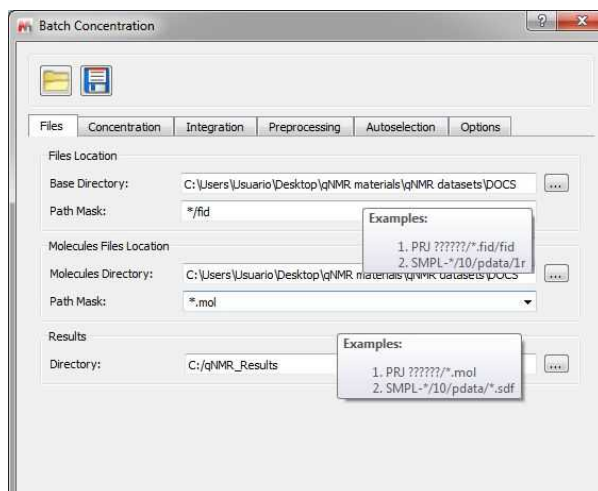 Batch Concentration
Files Concentration Integration Preprocessing Autoselection Options
Files Location
Base Directory: C:\Users\Usuario\Desktop\qNMR materials\qNMR datasets\DOCS ...
Path Mask: */fid
Examples:
1. PRJ ??????/*.fid/fid
2. SMPL-*/10/pdata/1r
Molecules Files Location
Molecules Directory: C:\Users\Usuario\Desktop\qNMR materials\qNMR datasets\DOCS ...
Path Mask: *.mol
Results
Examples:
Directory: C:/qNMR_Results ...
1. PRJ ??????/*.mol
2. SMPL-*/10/pdata/*.sdf